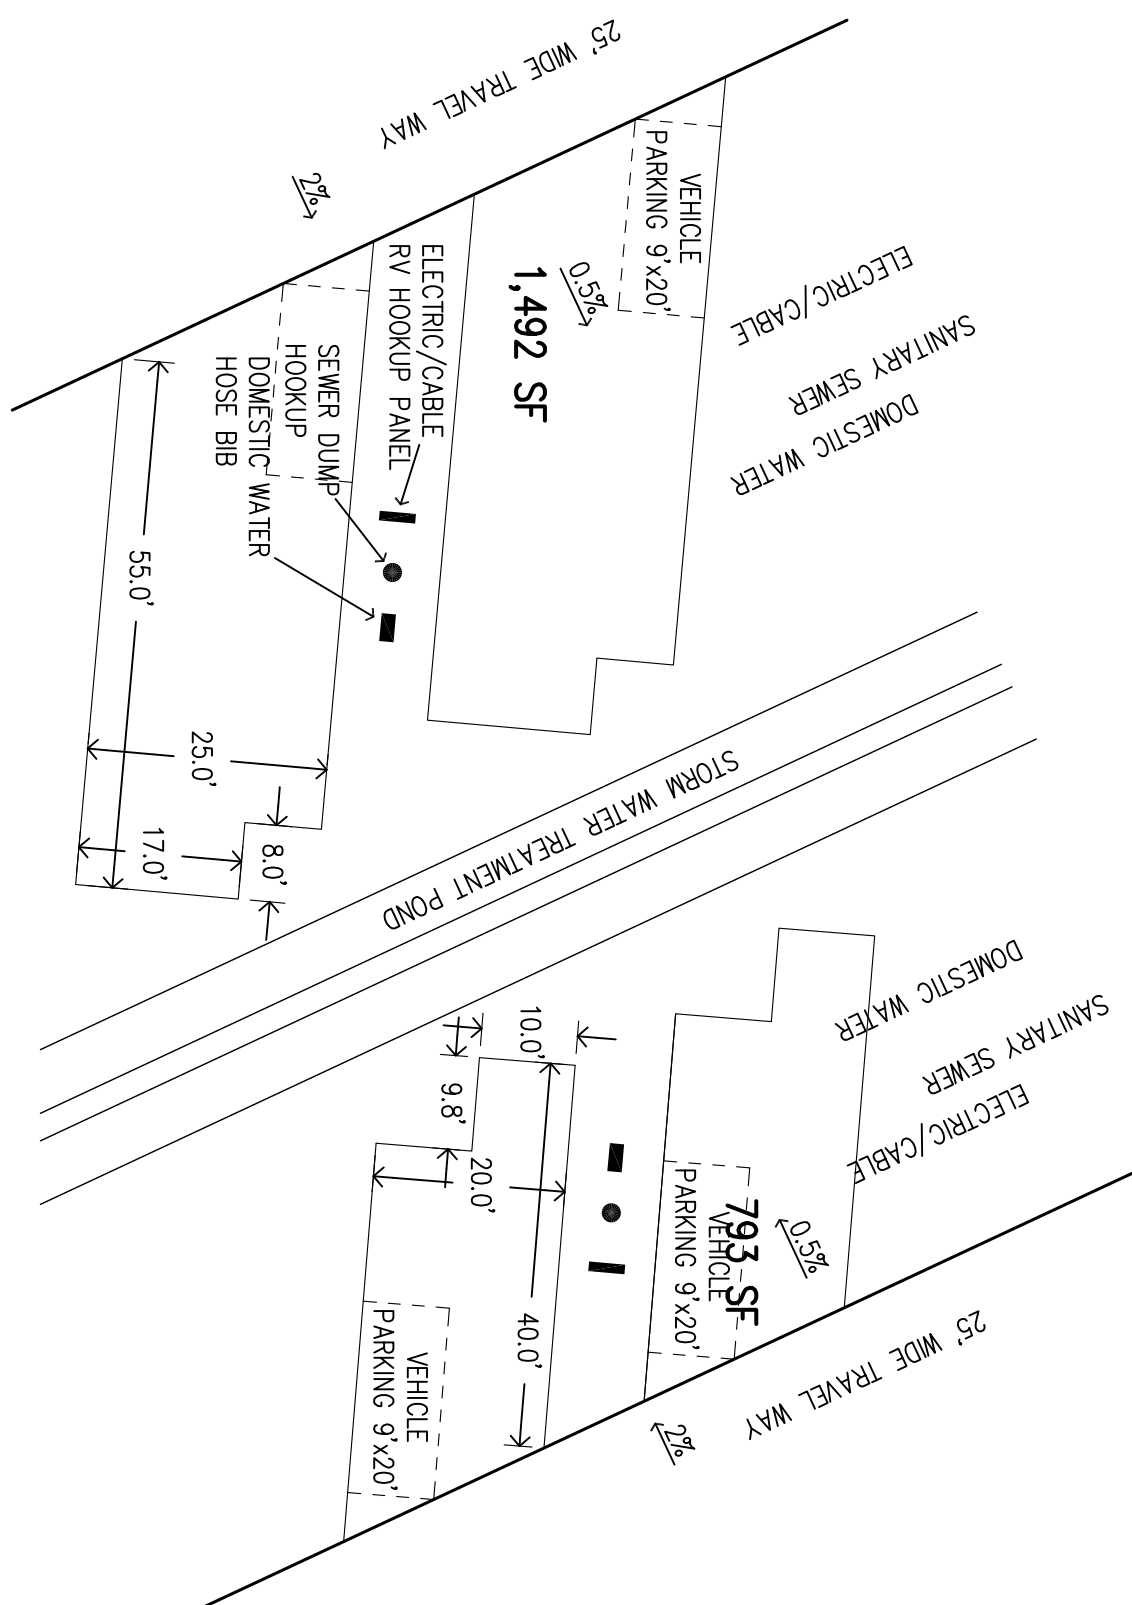 25' WIDE TRAVEL WAY
2%
VEHICLE
PARKING 9'x20'
0.5%
1,492 SF
ELECTRIC/CABLE
RV HOOKUP PANEL
SEWER DUMP
HOOKUP
DOMESTIC WATER
HOSE BIB
ELECTRIC/CABLE
SANITARY SEWER
DOMESTIC WATER
55.0'
25.0'
17.0'
8.0'
STORM WATER TREATMENT POND
DOMESTIC WATER
SANITARY SEWER
ELECTRIC/CABLE
10.0'
9.8'
20.0'
40.0'
793 SF
VEHICLE
PARKING 9'x20'
0.5%
VEHICLE
PARKING 9'x20'
2%
25' WIDE TRAVEL WAY